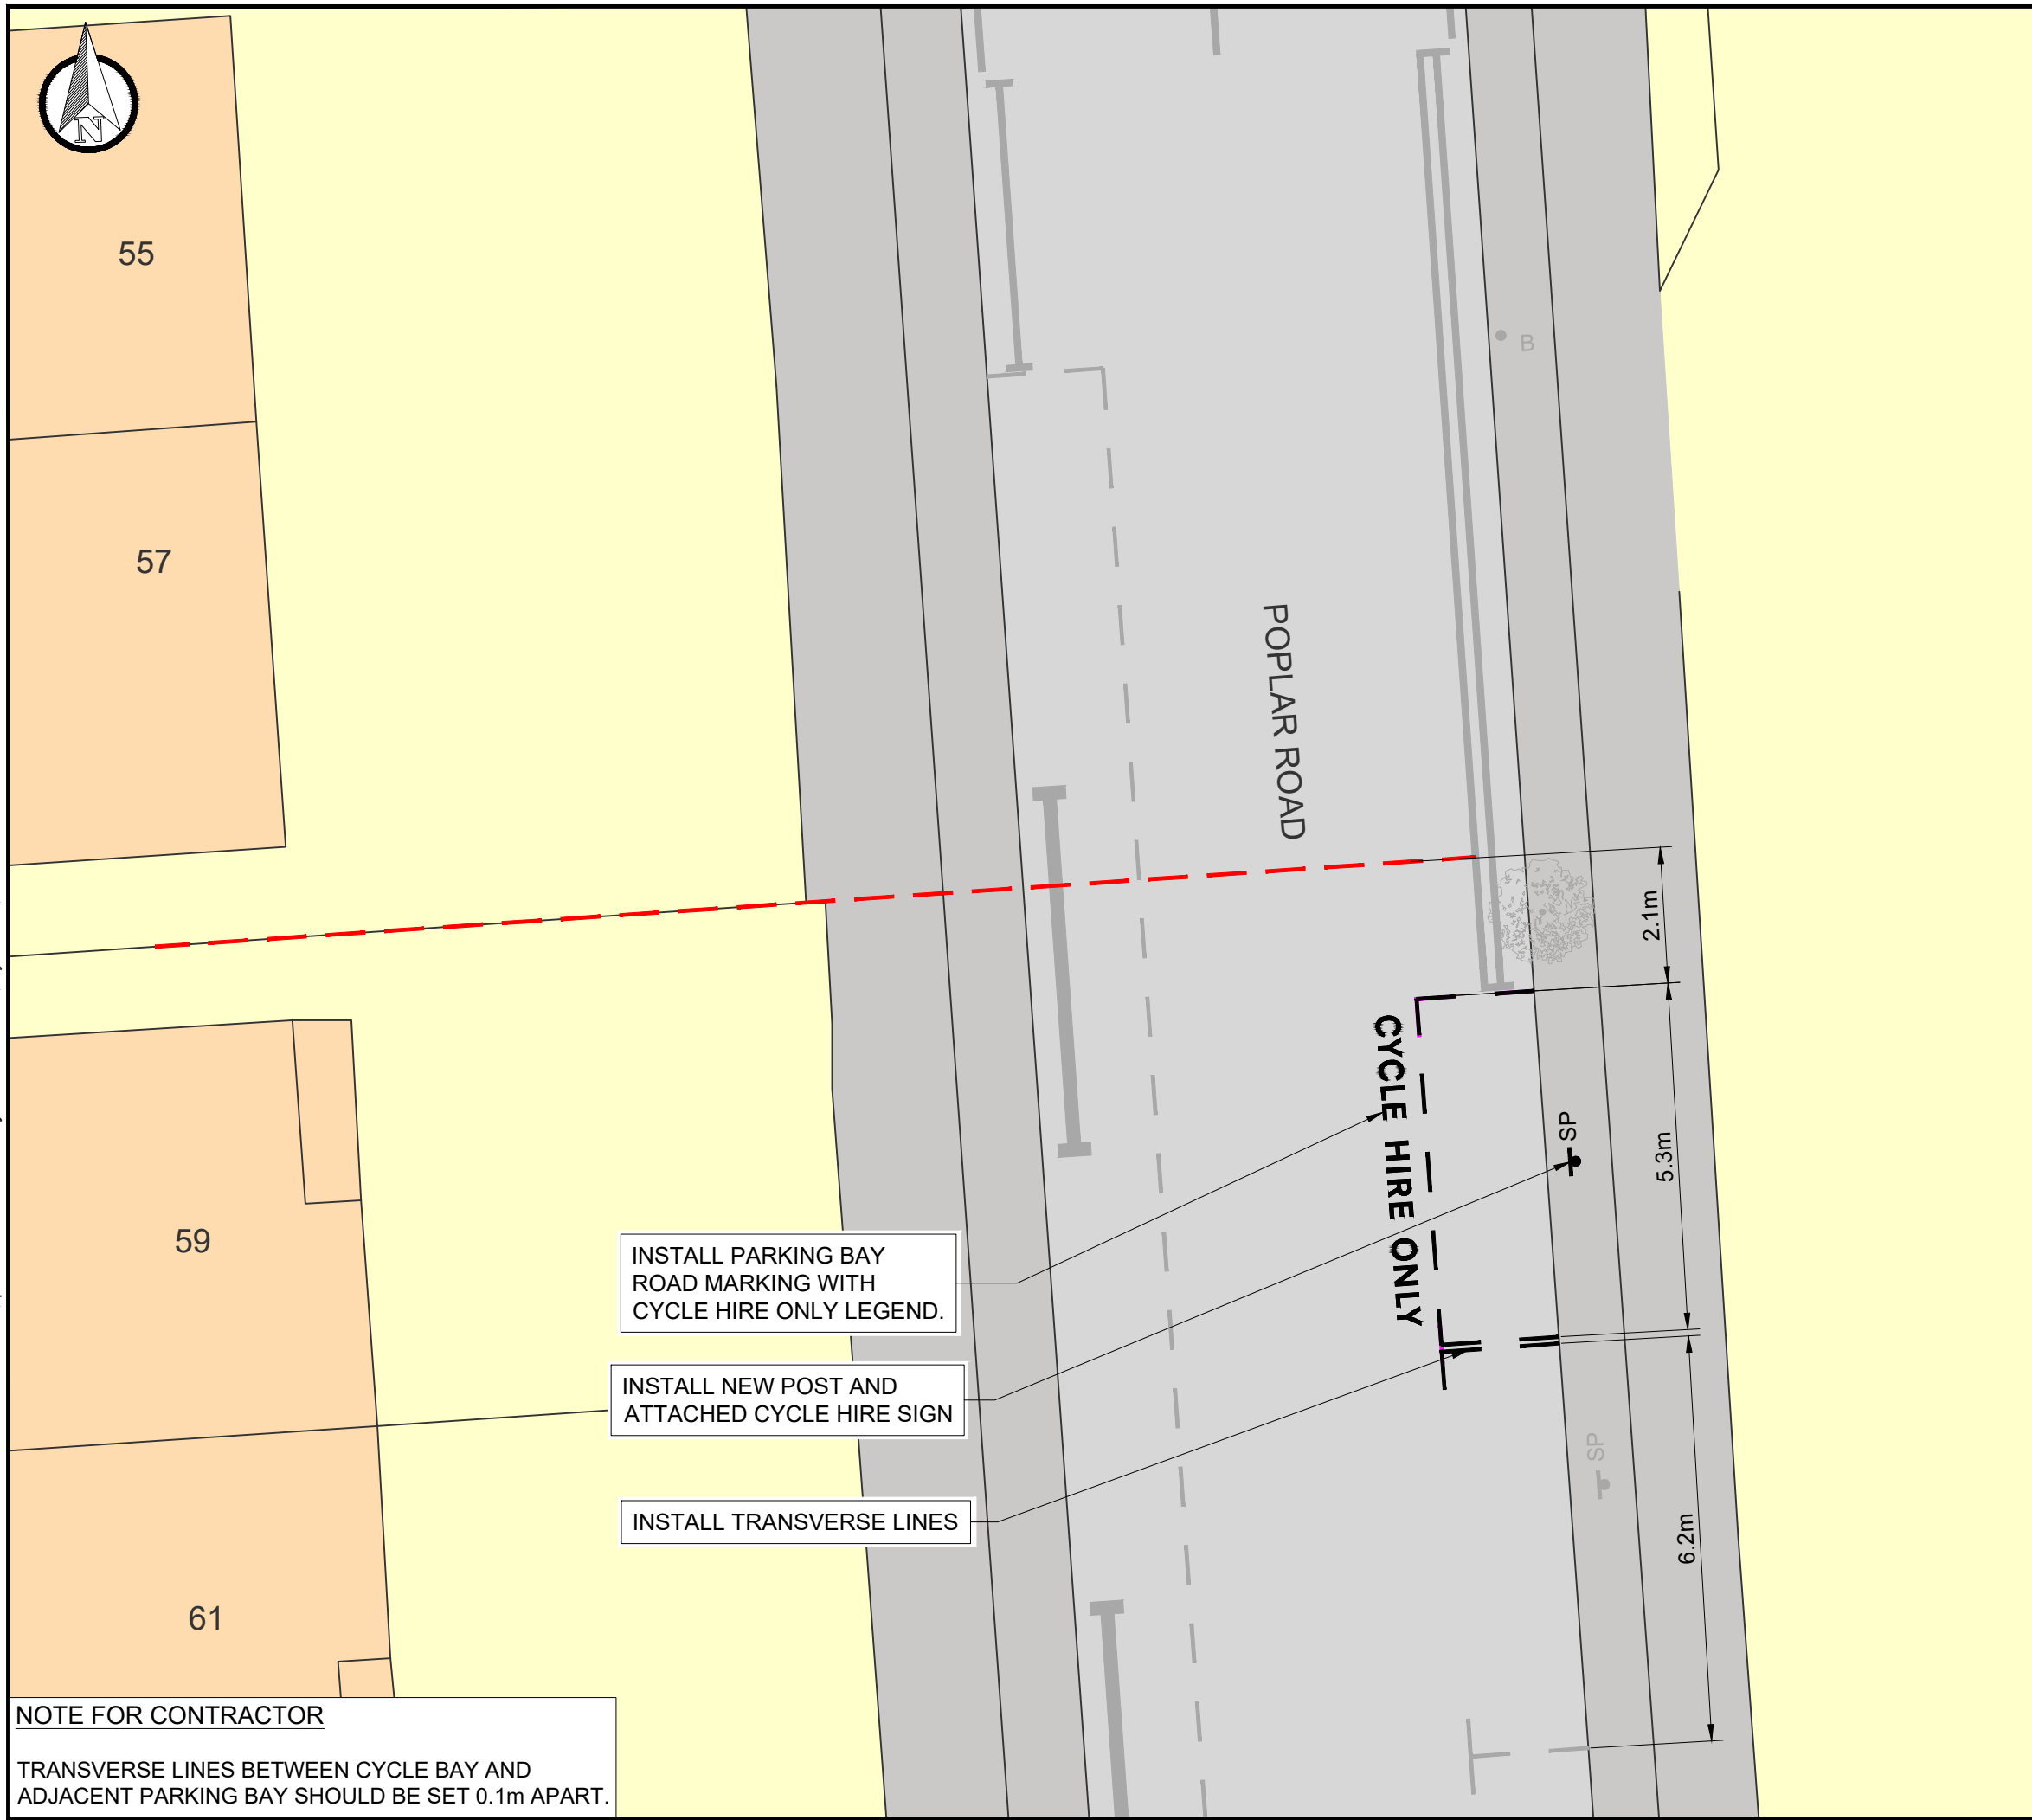 N
55
B
57
POPLAR ROAD
2.1m
CYCLE HIRE ONLY
SP
5.3m
59
INSTALL PARKING BAY
ROAD MARKING WITH
CYCLE HIRE ONLY LEGEND.
INSTALL NEW POST AND
ATTACHED CYCLE HIRE SIGN
SP
INSTALL TRANSVERSE LINES
6.2m
61
NOTE FOR CONTRACTOR
TRANSVERSE LINES BETWEEN CYCLE BAY AND
ADJACENT PARKING BAY SHOULD BE SET 0.1m APART.